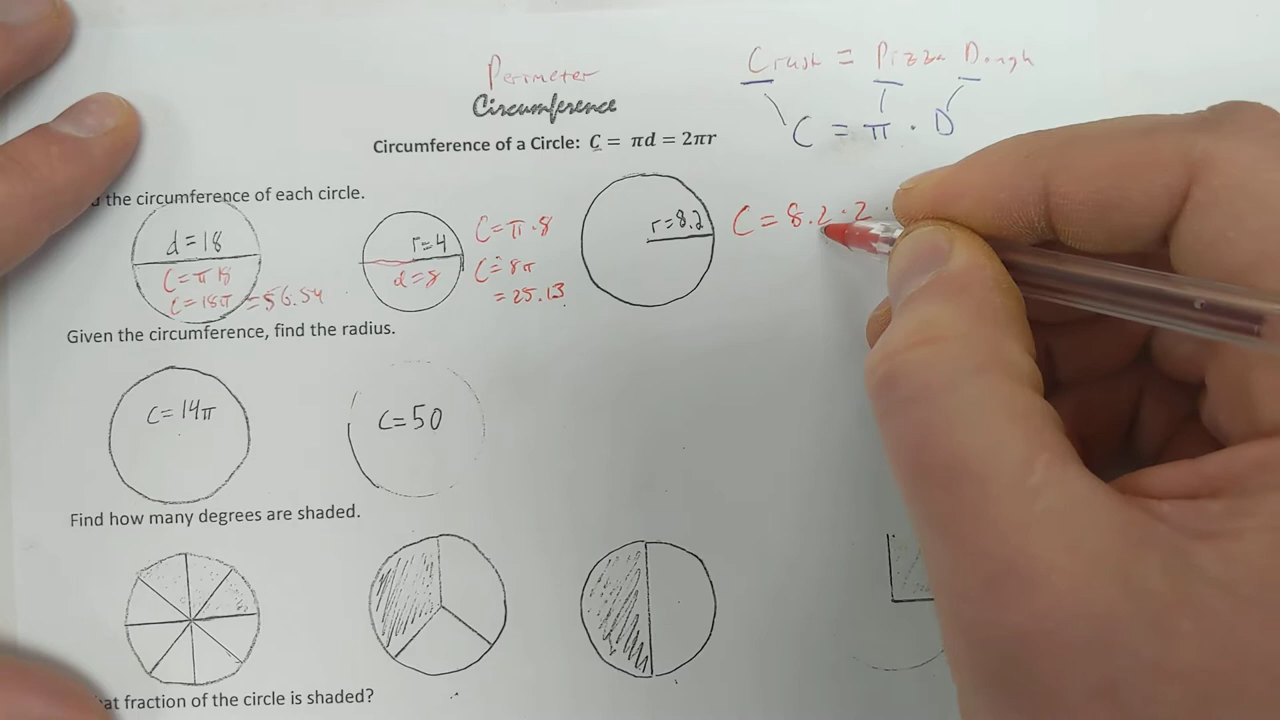 Crust = Pizza Dough
Perimeter
Circumference
C = π · D
Circumference of a Circle: C = πd = 2πr
the circumference of each circle.
d=18
C=π18
C=18π =56.54
r=4
d=8
C=π·8
C=8π
=25.13
r=8.2
C=8.2·2·
Given the circumference, find the radius.
C=14π
C=50
Find how many degrees are shaded.
fraction of the circle is shaded?